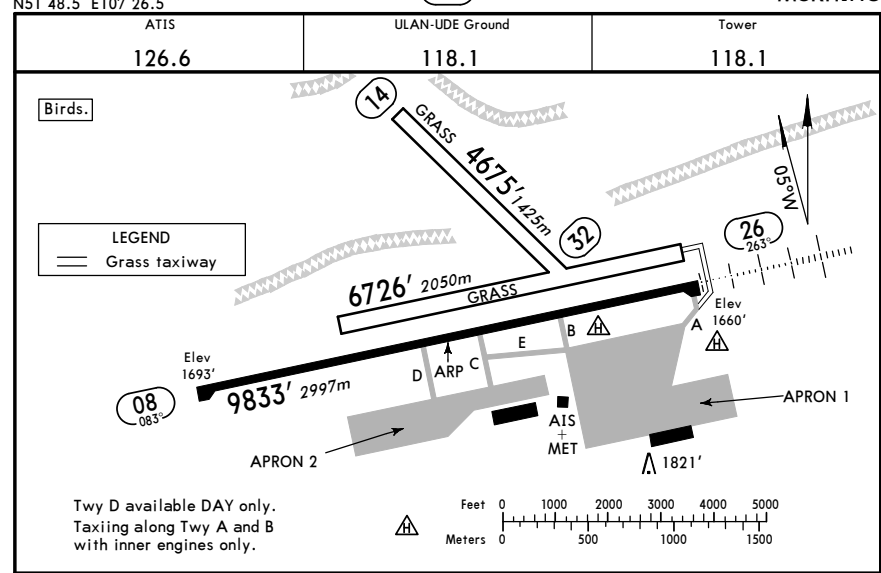 N51 48.5 E107 26.5
ATIS
126.6
ULAN-UDE Ground
118.1
Tower
118.1
Birds.
14
GRASS
4675' 1425m
32
05°W
26
263°
LEGEND
Grass taxiway
6726' 2050m
GRASS
Elev
1660'
A
H
H
B
E
Elev
1693'
D
ARP
C
08
083°
9833' 2997m
APRON 1
AIS
+
MET
APRON 2
1821'
Twy D available DAY only.
Taxiing along Twy A and B
with inner engines only.
H
Feet 0 1000 2000 3000 4000 5000
Meters 0 500 1000 1500